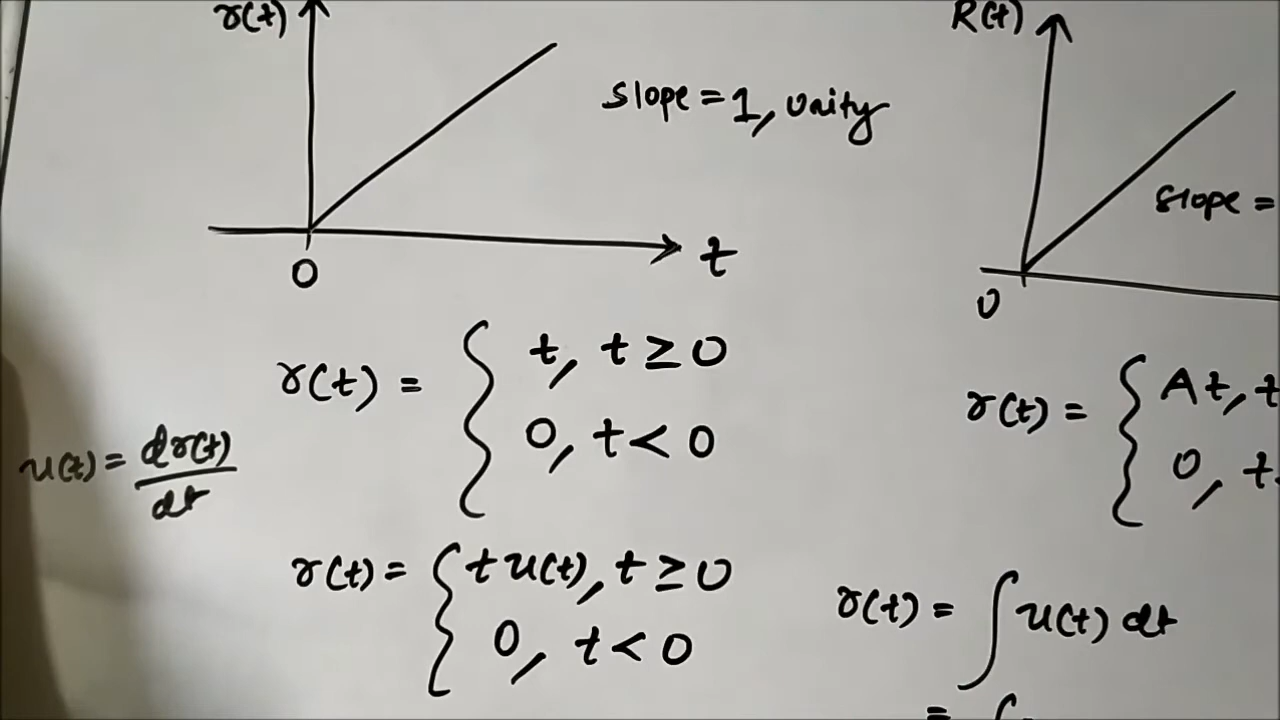 r(t)
slope = 1, unity
t
0
r(t) = { t, t ≥ 0
0, t < 0
u(t) = dr(t)/dt
r(t) = { t u(t), t ≥ 0
0, t < 0
R(t)
slope =
0
r(t) = { At, t
0, t
r(t) = ∫ u(t) dt
= ∫